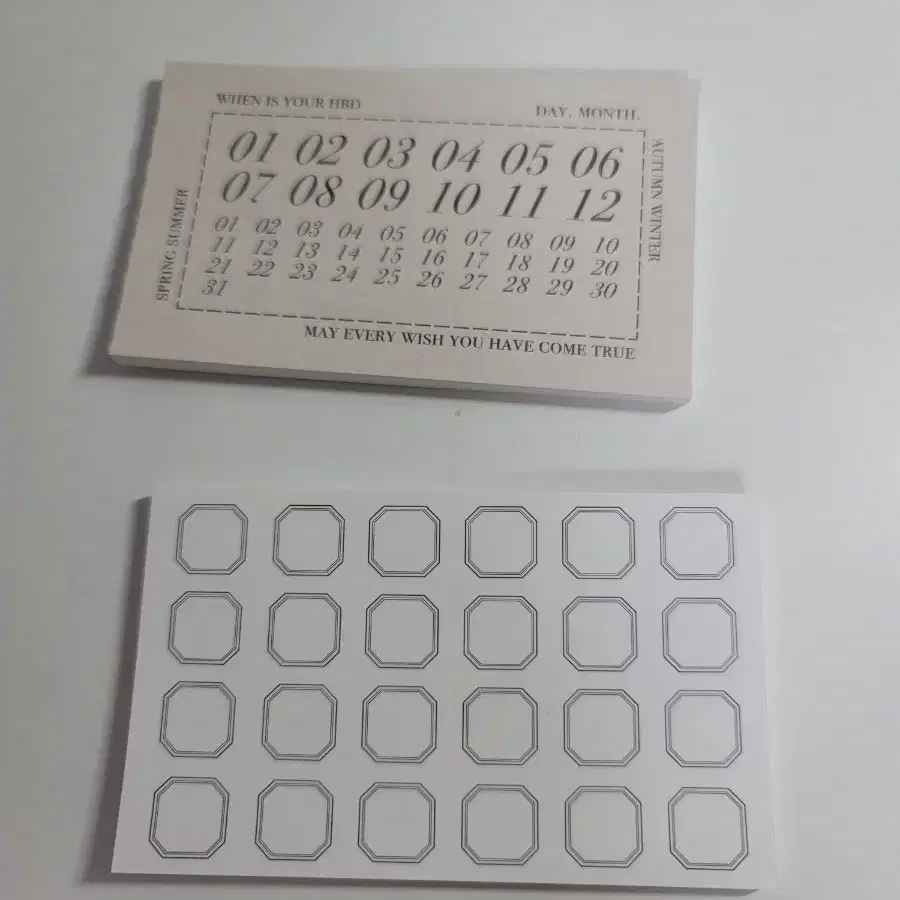 WHEN IS YOUR HBD
DAY, MONTH.
01 02 03 04 05 06
07 08 09 10 11 12
01 02 03 04 05 06 07 08 09 10
11 12 13 14 15 16 17 18 19 20
21 22 23 24 25 26 27 28 29 30
31
SPRING SUMMER
AUTUMN WINTER
MAY EVERY WISH YOU HAVE COME TRUE